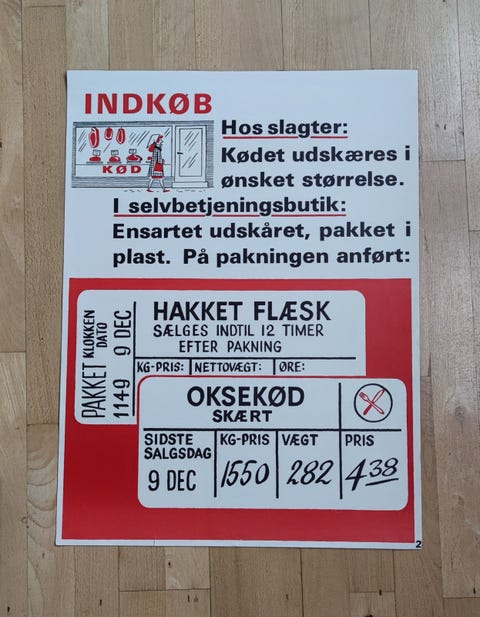 INDKØB
KØD
Hos slagter:
Kødet udskæres i
ønsket størrelse.
I selvbetjeningsbutik:
Ensartet udskåret, pakket i
plast. På pakningen anført:
PAKKET KLOKKEN
DATO
1149 9 DEC
HAKKET FLÆSK
SÆLGES INDTIL 12 TIMER
EFTER PAKNING
KG-PRIS: NETTOVÆGT: ØRE:
OKSEKØD
SKÆRT
SIDSTE
SALGSDAG
9 DEC
KG-PRIS
1550
VÆGT
282
PRIS
4 38
2